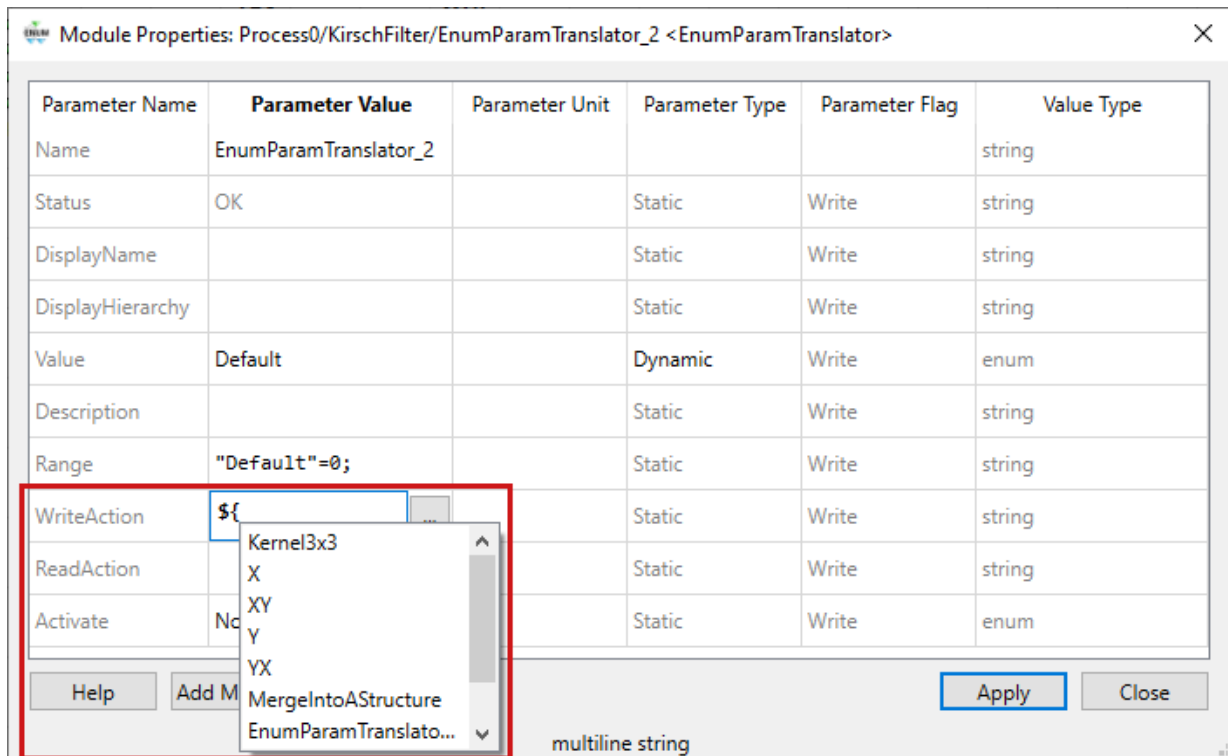 Module Properties: Process0/KirschFilter/EnumParamTranslator_2 <EnumParamTranslator>
Parameter Name Parameter Value Parameter Unit Parameter Type Parameter Flag Value Type
Name EnumParamTranslator_2 string
Status OK Static Write string
DisplayName Static Write string
DisplayHierarchy Static Write string
Value Default Dynamic Write enum
Description Static Write string
Range "Default"=0; Static Write string
WriteAction ${ ... Static Write string
Kernel3x3
ReadAction Static Write string
X
XY
Activate No Static Write enum
Y
YX
Help Add M Apply Close
MergeIntoAStructure
EnumParamTranslato...
multiline string